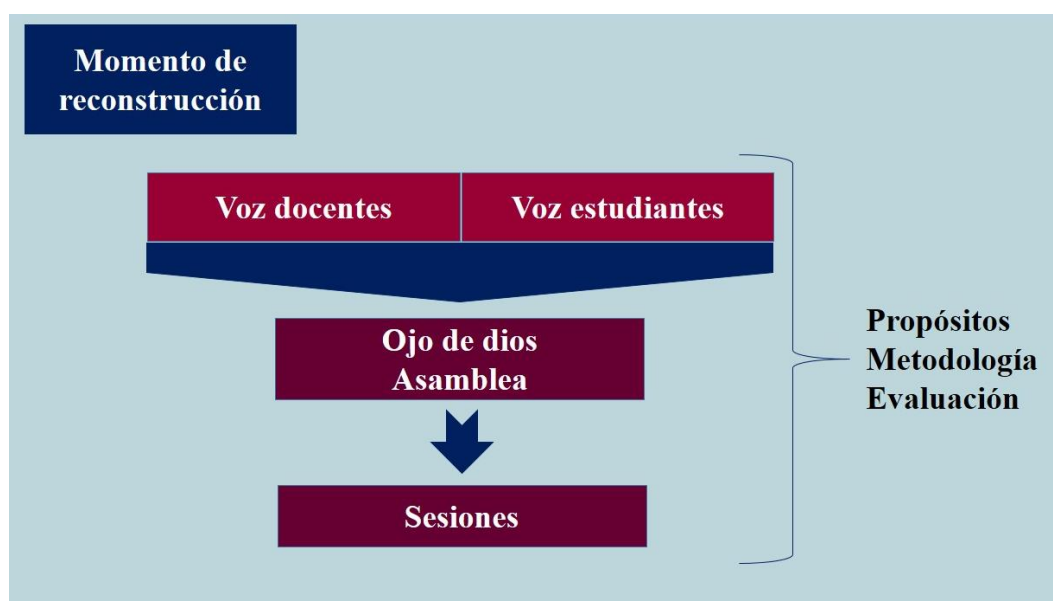 Momento de
reconstrucción
Voz docentes
Voz estudiantes
Ojo de dios
Asamblea
Sesiones
Propósitos
Metodología
Evaluación